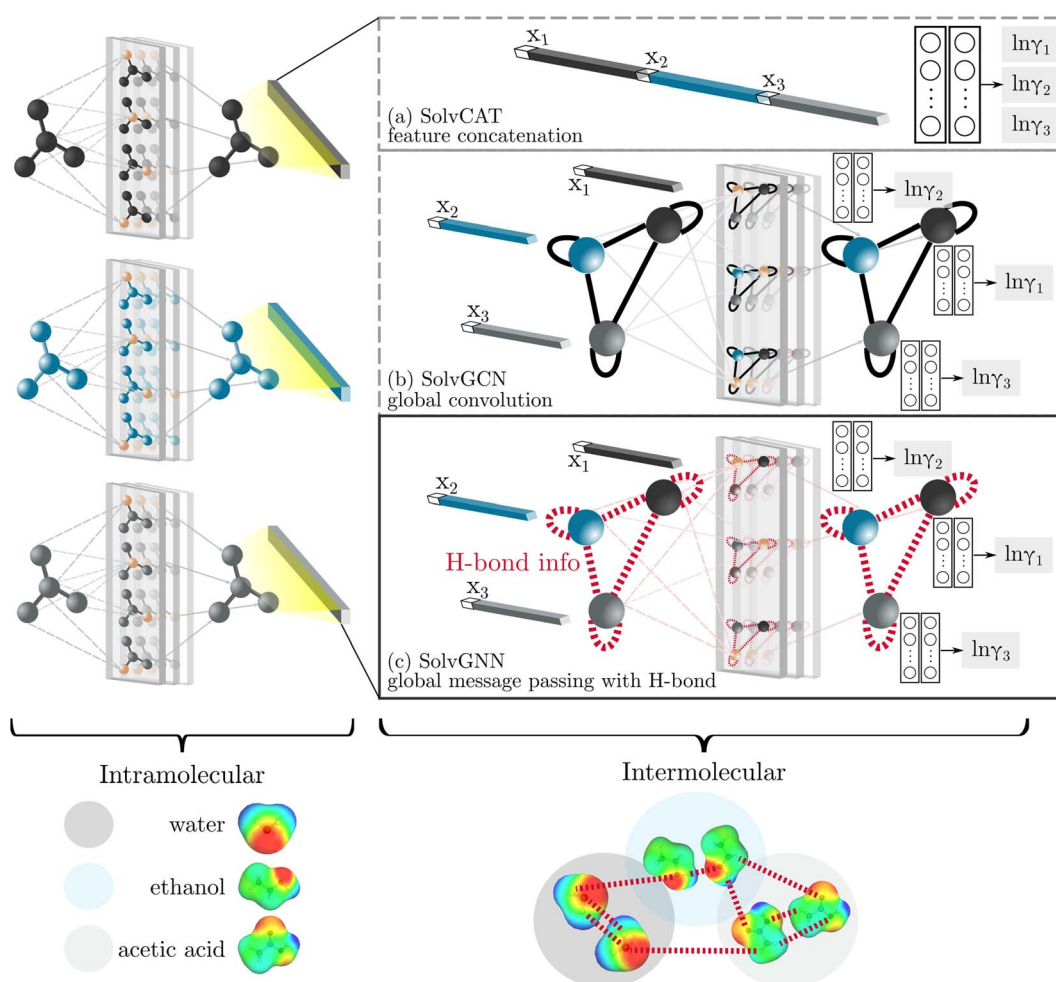 x₁
x₂
x₃
(a) SolvCAT
feature concatenation
lnγ₁
lnγ₂
lnγ₃
x₁
x₂
x₃
(b) SolvGCN
global convolution
lnγ₂
lnγ₁
lnγ₃
x₁
x₂
H-bond info
x₃
(c) SolvGNN
global message passing with H-bond
lnγ₂
lnγ₁
lnγ₃
Intramolecular
water
ethanol
acetic acid
Intermolecular